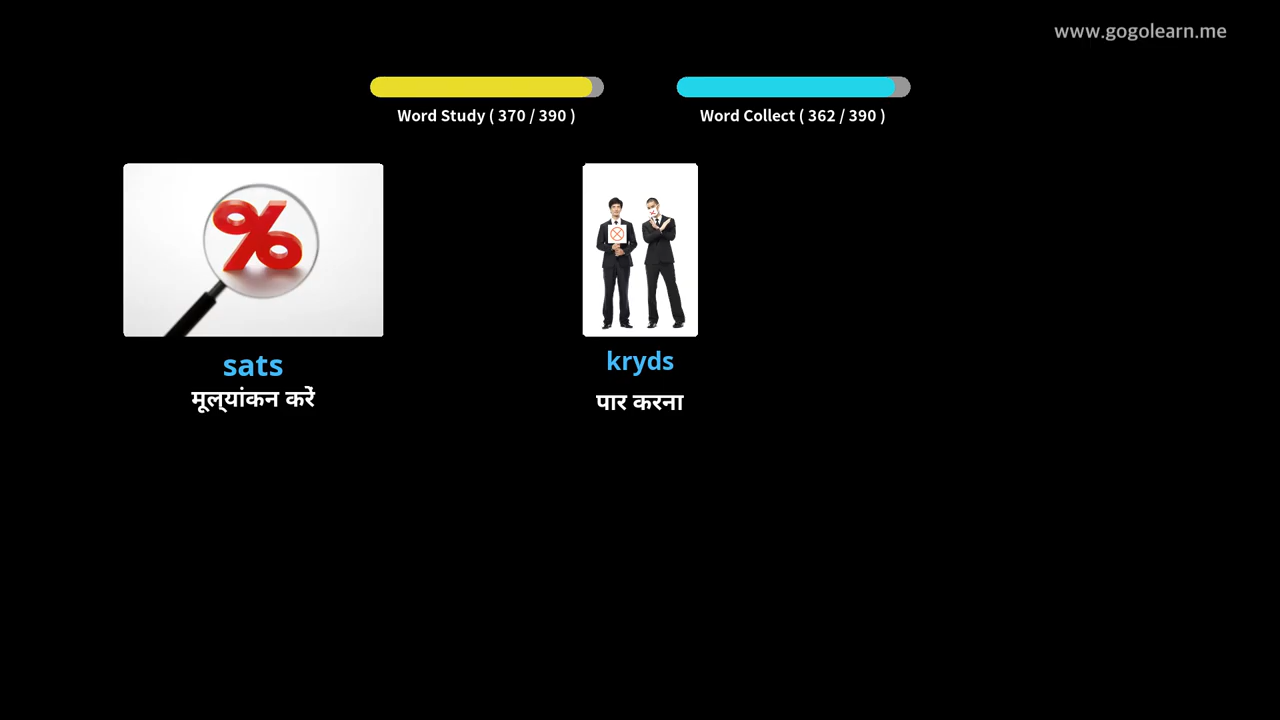 www.gogolearn.me
Word Study ( 370 / 390 )
Word Collect ( 362 / 390 )
sats
मूल्यांकन करें
kryds
पार करना